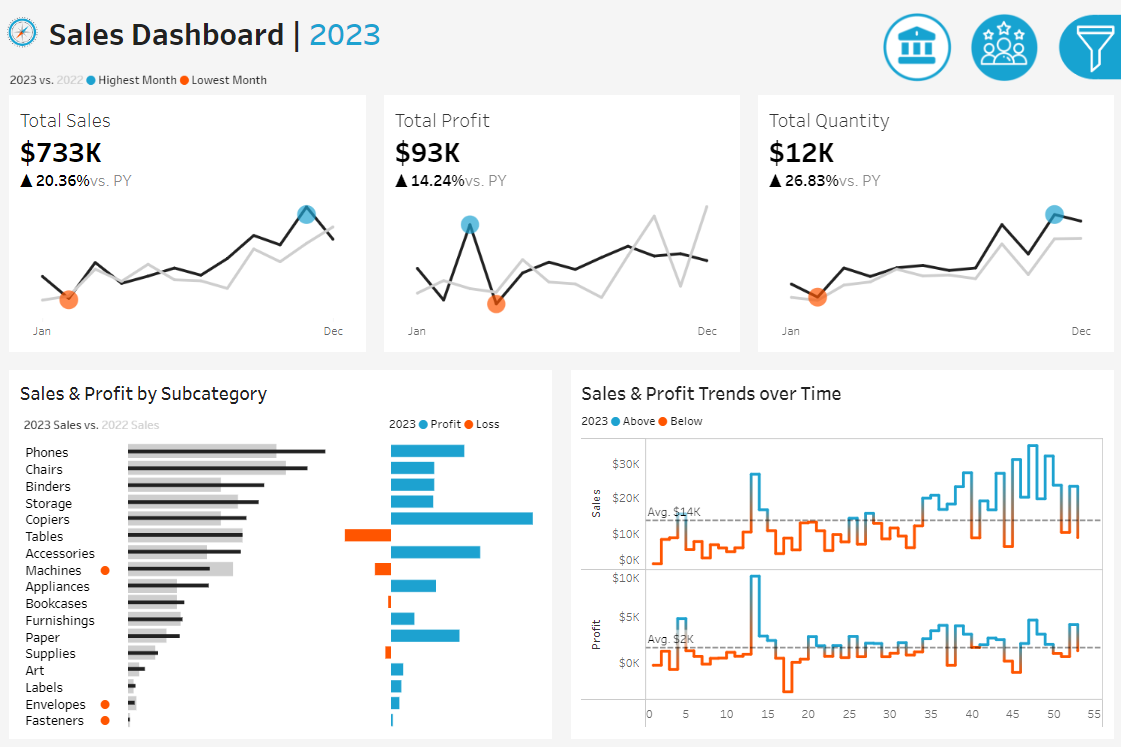 Sales Dashboard | 2023
2023 vs. 2022 Highest Month Lowest Month
Total Sales
$733K
▲ 20.36% vs. PY
Jan
Dec
Total Profit
$93K
▲ 14.24% vs. PY
Jan
Dec
Total Quantity
$12K
▲ 26.83% vs. PY
Jan
Dec
Sales & Profit by Subcategory
2023 Sales vs. 2022 Sales
2023 Profit Loss
Phones
Chairs
Binders
Storage
Copiers
Tables
Accessories
Machines
Appliances
Bookcases
Furnishings
Paper
Supplies
Art
Labels
Envelopes
Fasteners
Sales & Profit Trends over Time
2023 Above Below
Sales
$30K
$20K
Avg. $14K
$10K
$0K
Profit
$10K
$5K
Avg. $2K
$0K
0 5 10 15 20 25 30 35 40 45 50 55